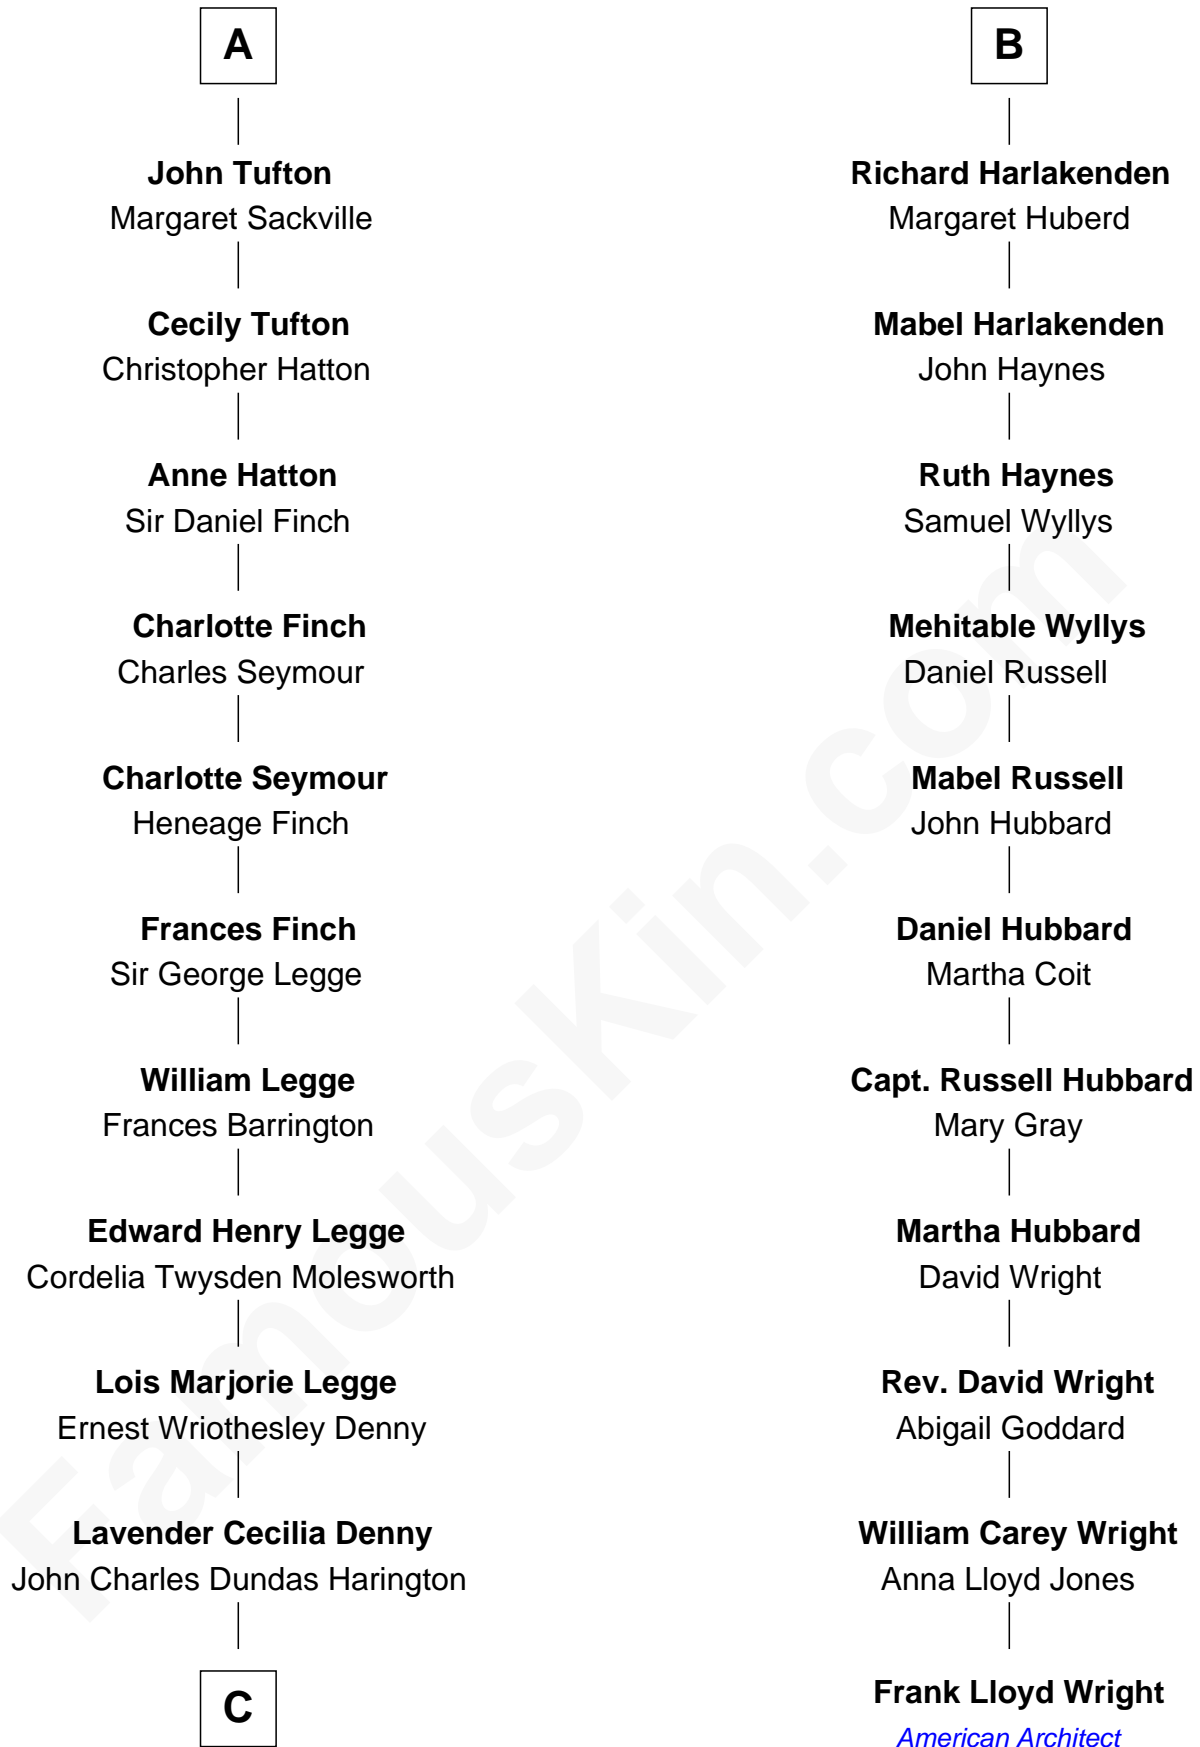 A
John Tufton
Margaret Sackville
Cecily Tufton
Christopher Hatton
Anne Hatton
Sir Daniel Finch
Charlotte Finch
Charles Seymour
Charlotte Seymour
Heneage Finch
Frances Finch
Sir George Legge
William Legge
Frances Barrington
Edward Henry Legge
Cordelia Twysden Molesworth
Lois Marjorie Legge
Ernest Wriothesley Denny
Lavender Cecilia Denny
John Charles Dundas Harington
C
B
Richard Harlakenden
Margaret Huberd
Mabel Harlakenden
John Haynes
Ruth Haynes
Samuel Wyllys
Mehitable Wyllys
Daniel Russell
Mabel Russell
John Hubbard
Daniel Hubbard
Martha Coit
Capt. Russell Hubbard
Mary Gray
Martha Hubbard
David Wright
Rev. David Wright
Abigail Goddard
William Carey Wright
Anna Lloyd Jones
Frank Lloyd Wright
American Architect
FamousKin.com